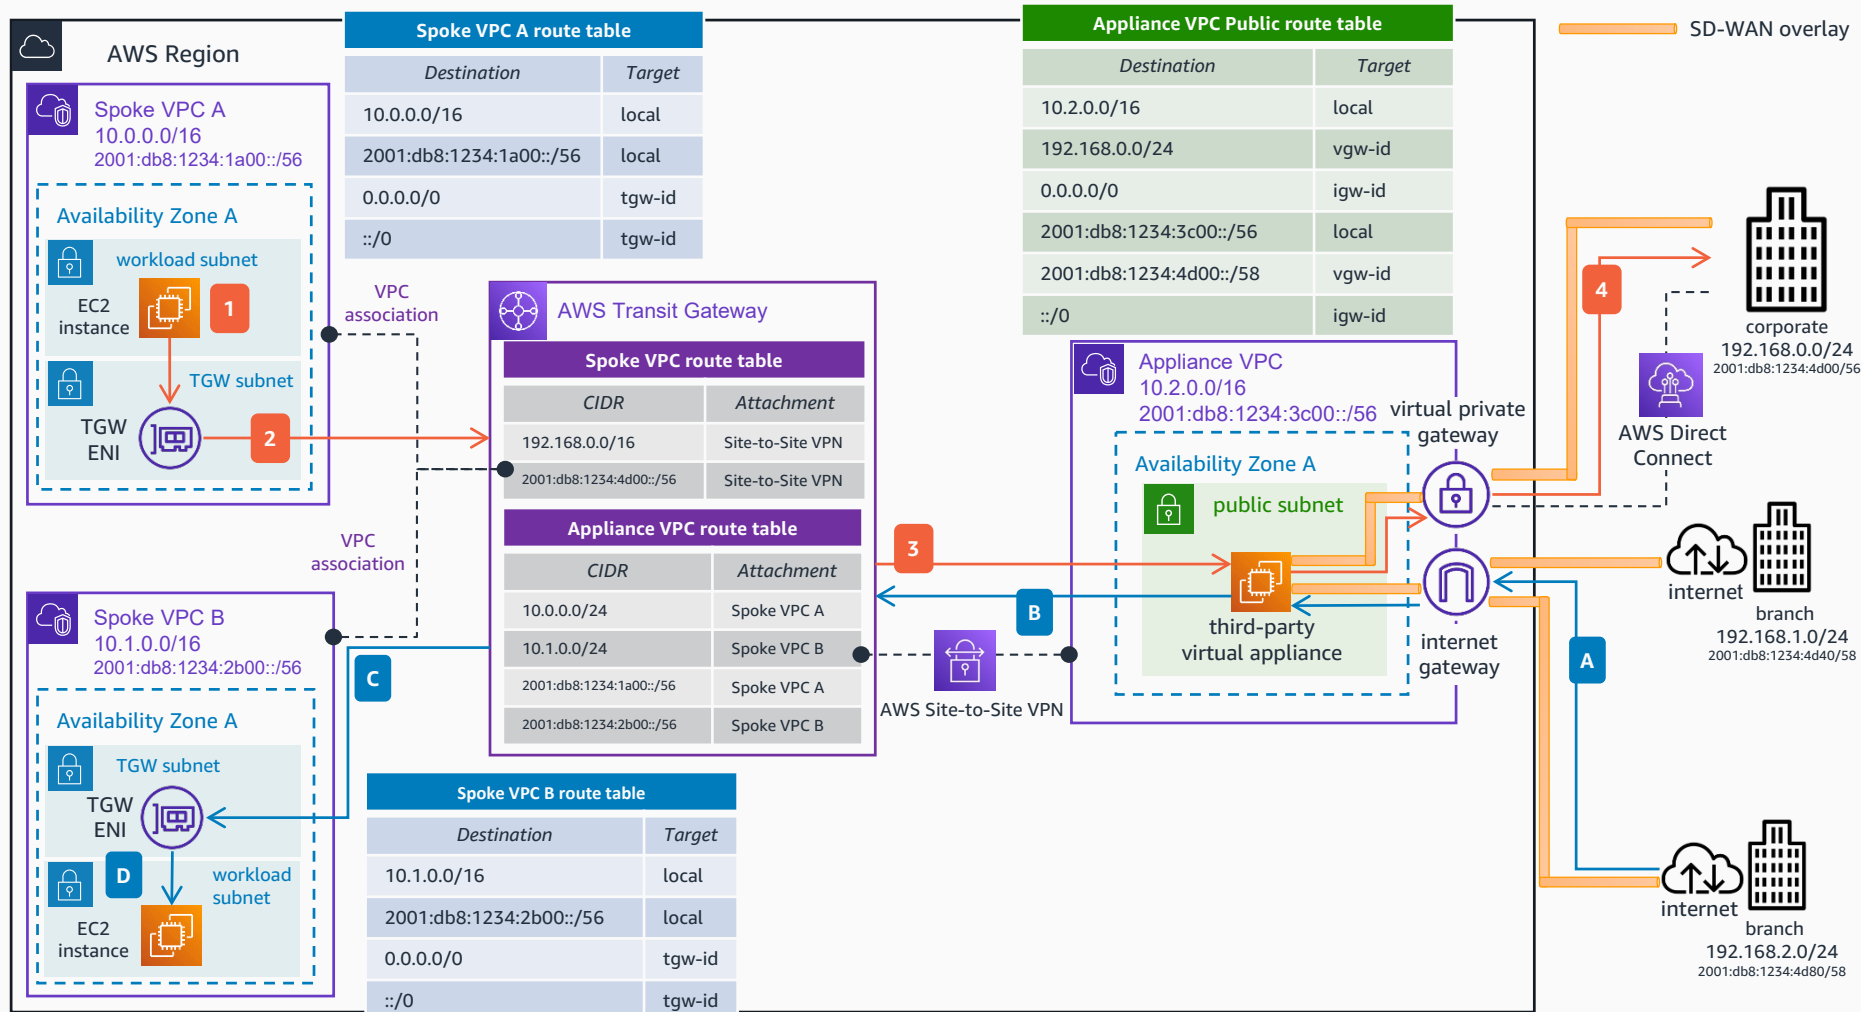 AWS Region
Spoke VPC A
10.0.0.0/16
2001:db8:1234:1a00::/56
Availability Zone A
workload subnet
EC2
instance
1
TGW subnet
TGW
ENI
2
Spoke VPC A route table
Destination Target
10.0.0.0/16 local
2001:db8:1234:1a00::/56 local
0.0.0.0/0 tgw-id
::/0 tgw-id
VPC
association
VPC
association
AWS Transit Gateway
Spoke VPC route table
CIDR Attachment
192.168.0.0/16 Site-to-Site VPN
2001:db8:1234:4d00::/56 Site-to-Site VPN
Appliance VPC route table
CIDR Attachment
10.0.0.0/24 Spoke VPC A
10.1.0.0/24 Spoke VPC B
2001:db8:1234:1a00::/56 Spoke VPC A
2001:db8:1234:2b00::/56 Spoke VPC B
Spoke VPC B
10.1.0.0/16
2001:db8:1234:2b00::/56
Availability Zone A
TGW subnet
TGW
ENI
D
workload
subnet
EC2
instance
C
Spoke VPC B route table
Destination Target
10.1.0.0/16 local
2001:db8:1234:2b00::/56 local
0.0.0.0/0 tgw-id
::/0 tgw-id
3
B
AWS Site-to-Site VPN
Appliance VPC Public route table
Destination Target
10.2.0.0/16 local
192.168.0.0/24 vgw-id
0.0.0.0/0 igw-id
2001:db8:1234:3c00::/56 local
2001:db8:1234:4d00::/58 vgw-id
::/0 igw-id
Appliance VPC
10.2.0.0/16
2001:db8:1234:3c00::/56
Availability Zone A
public subnet
third-party
virtual appliance
virtual private
gateway
internet
gateway
SD-WAN overlay
4
corporate
192.168.0.0/24
2001:db8:1234:4d00/56
AWS Direct
Connect
internet
branch
192.168.1.0/24
2001:db8:1234:4d40/58
A
internet
branch
192.168.2.0/24
2001:db8:1234:4d80/58